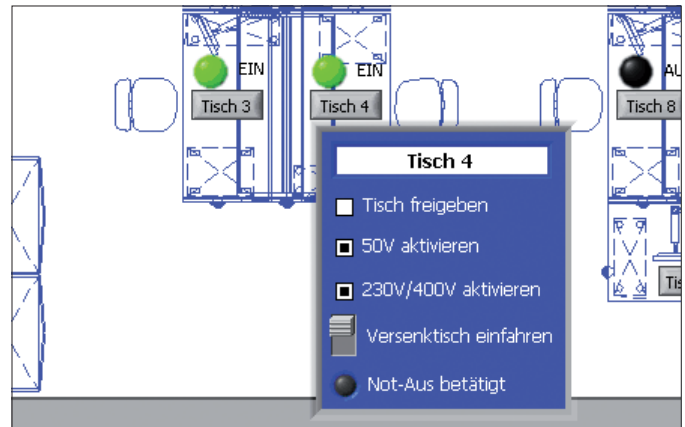 EIN
EIN
Tisch 3
Tisch 4
Tisch 8
Tisch 4
Tisch freigeben
50V aktivieren
230V/400V aktivieren
Versenktisch einfahren
Not-Aus betätigt